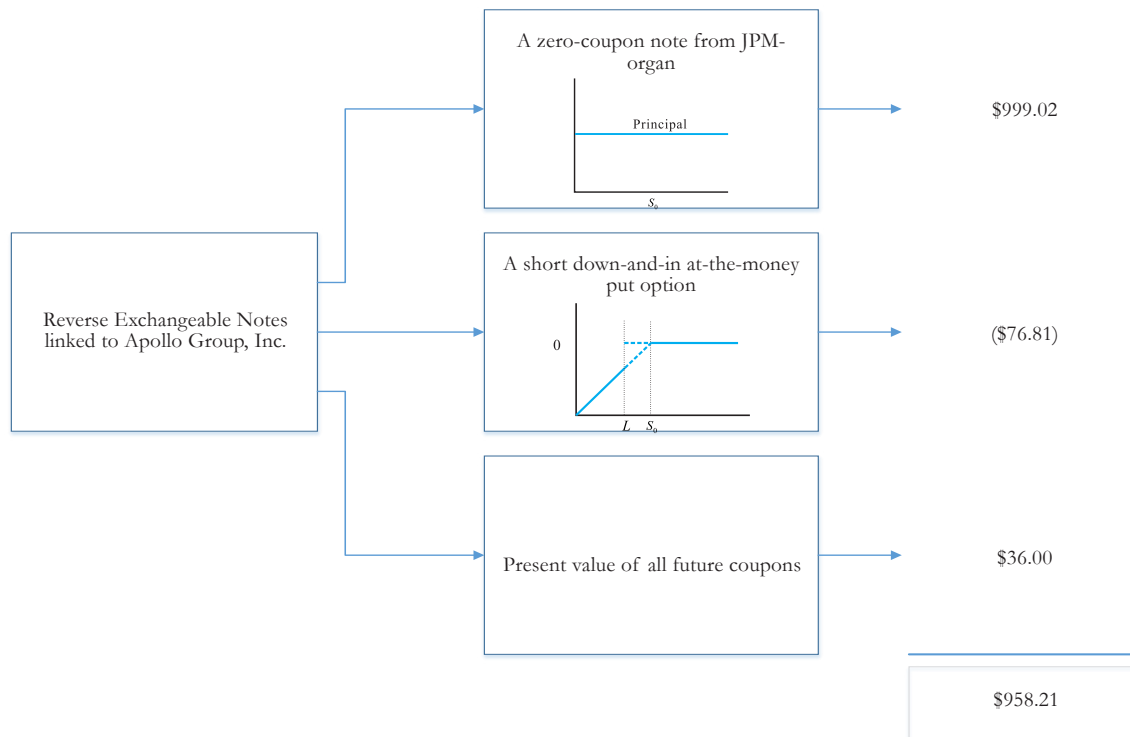 A zero-coupon note from JPM-
organ
Principal
S₀
$999.02
Reverse Exchangeable Notes
linked to Apollo Group, Inc.
A short down-and-in at-the-money
put option
0
L S₀
($76.81)
Present value of all future coupons
$36.00
$958.21